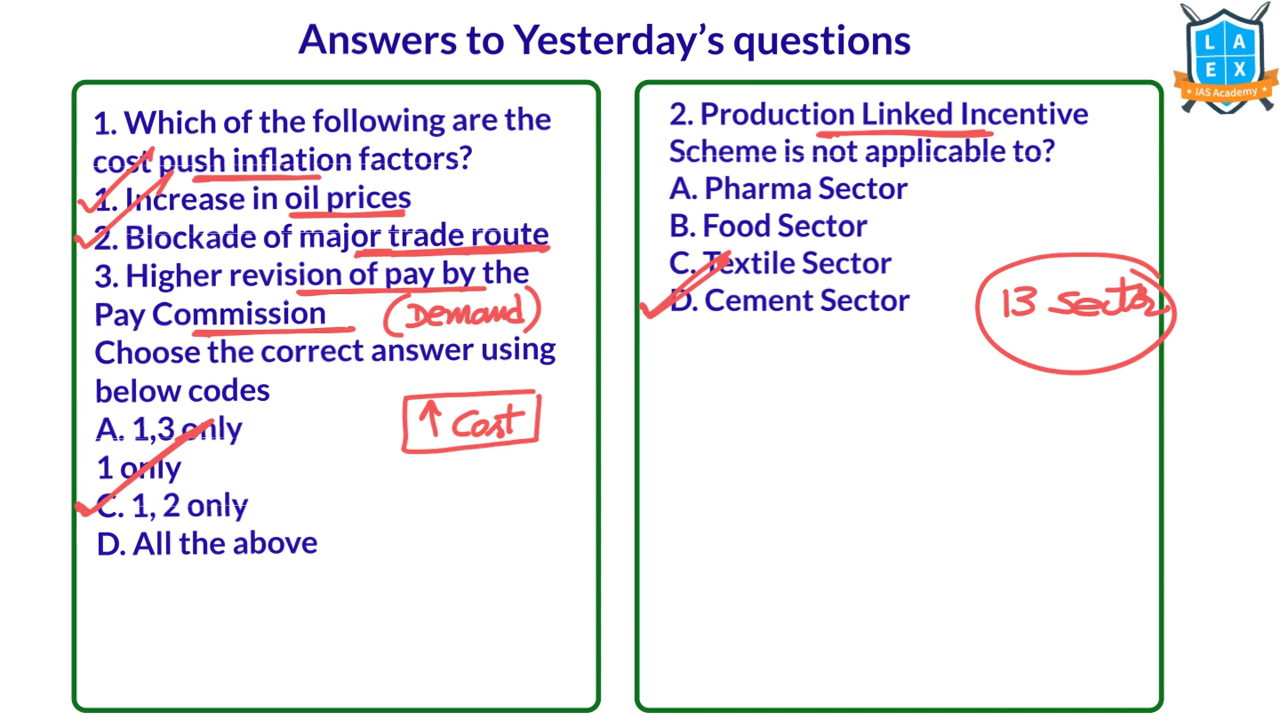 Answers to Yesterday's questions
L A
E X
IAS Academy
1. Which of the following are the
cost push inflation factors?
1. Increase in oil prices
2. Blockade of major trade route
3. Higher revision of pay by the
Pay Commission (Demand)
Choose the correct answer using
below codes
A. 1,3 only
↑ Cost
1 only
C. 1, 2 only
D. All the above
2. Production Linked Incentive
Scheme is not applicable to?
A. Pharma Sector
B. Food Sector
C. Textile Sector
D. Cement Sector
13 sector